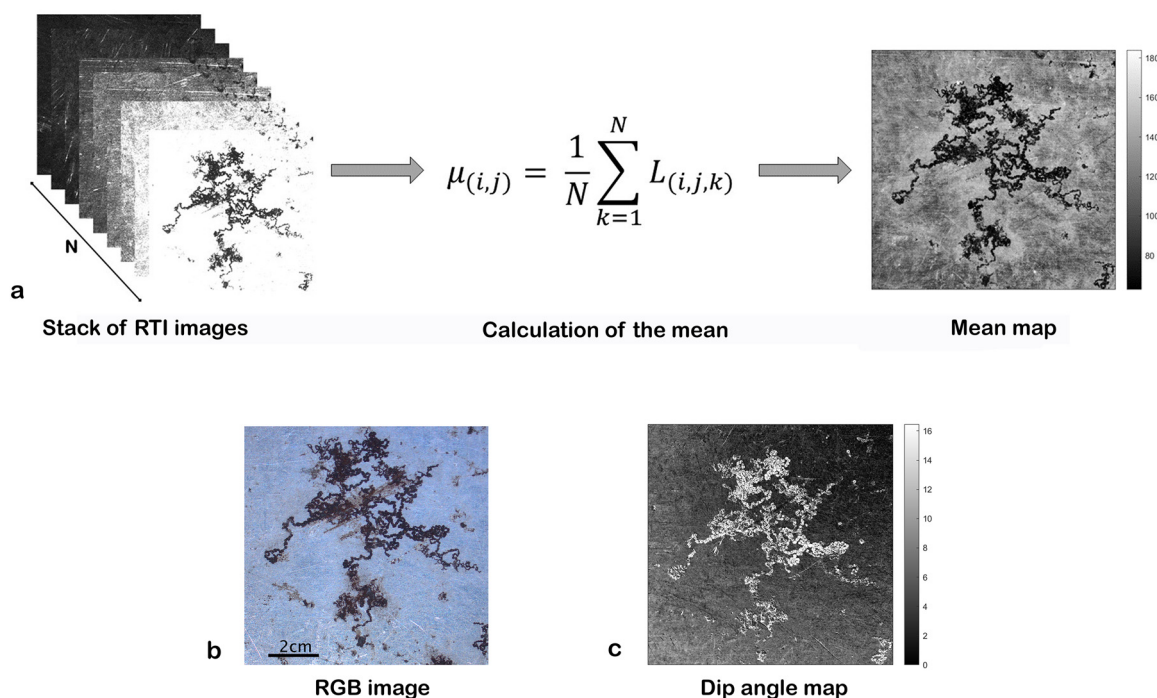 N
a
Stack of RTI images
μ(i,j) = 1/N ∑ k=1 N L(i,j,k)
Calculation of the mean
180
160
140
120
100
80
Mean map
b
2cm
RGB image
c
16
14
12
10
8
6
4
2
0
Dip angle map